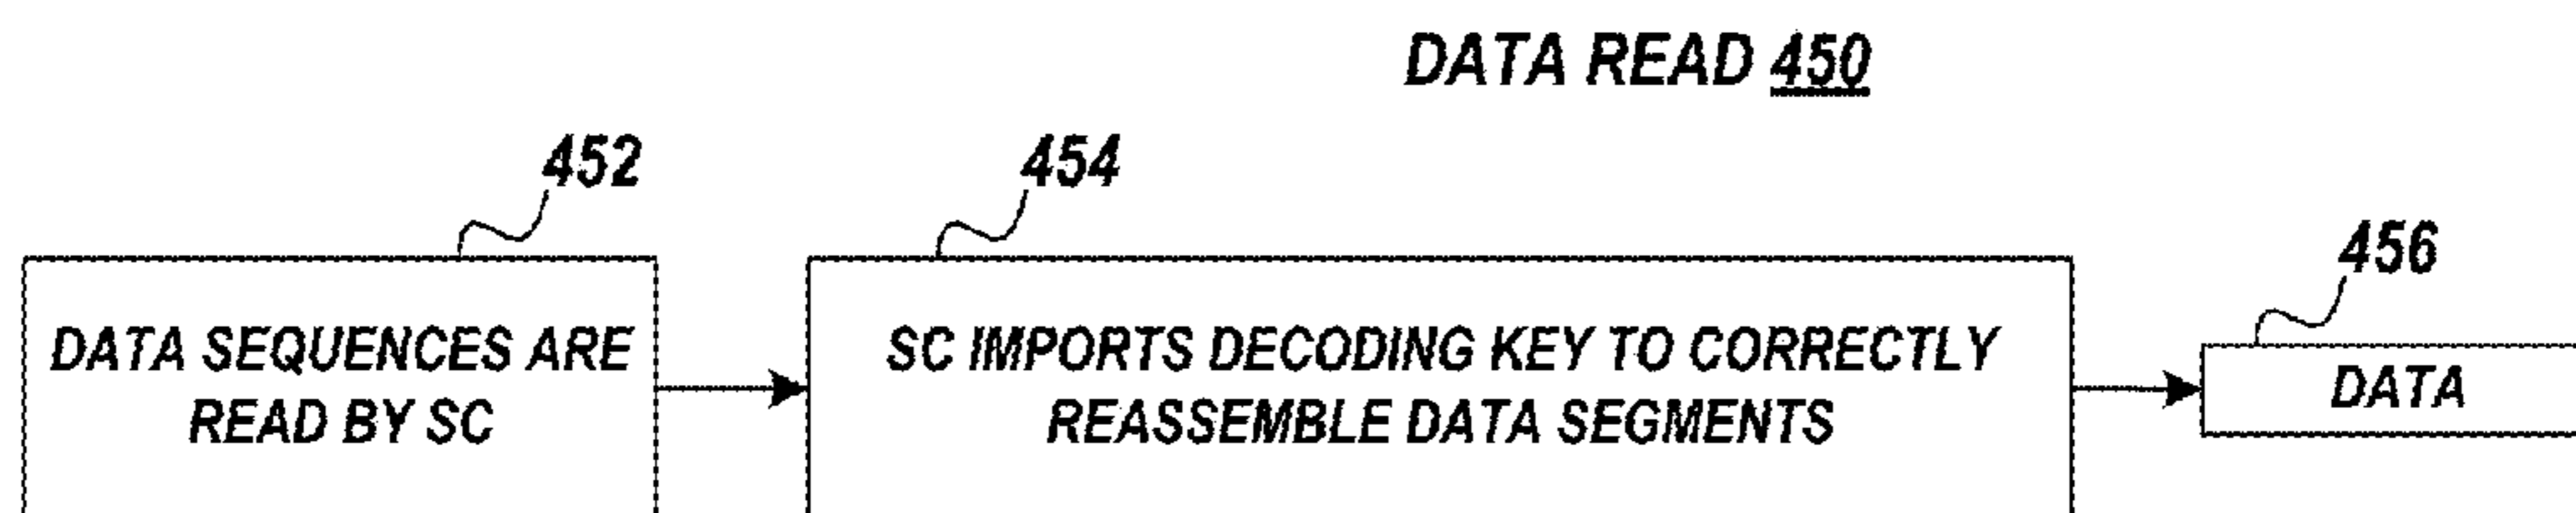 DATA READ 450
452
454
456
DATA SEQUENCES ARE
READ BY SC
SC IMPORTS DECODING KEY TO CORRECTLY
REASSEMBLE DATA SEGMENTS
DATA